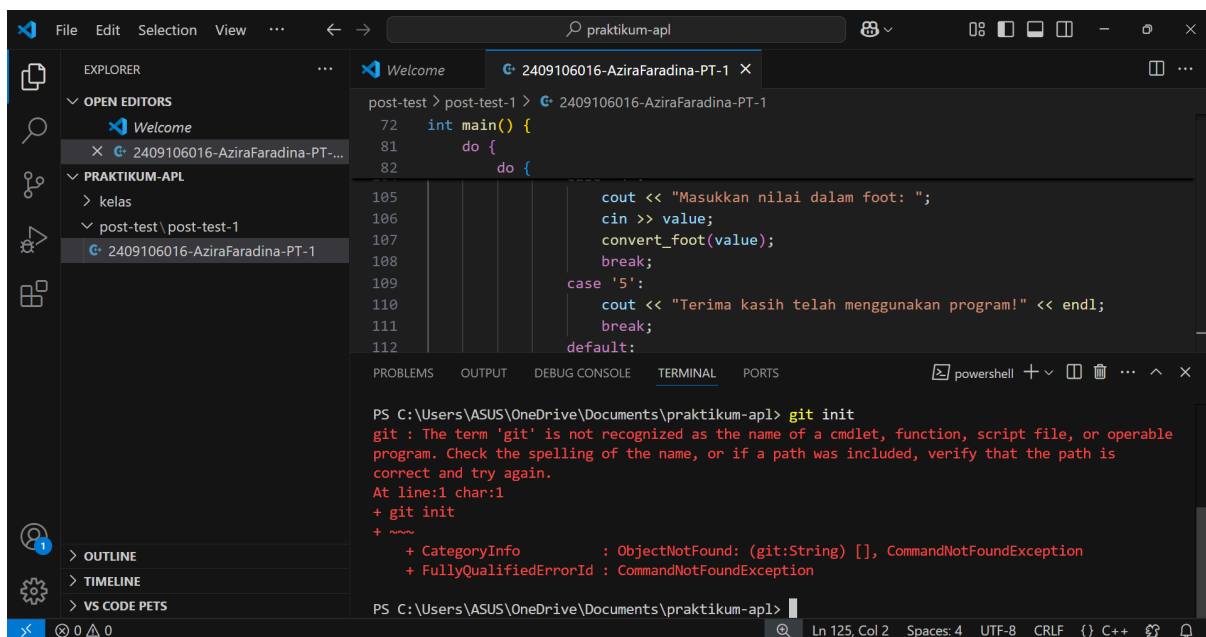 File Edit Selection View ··· praktikum-apl
EXPLORER ···
OPEN EDITORS
Welcome
2409106016-AziraFaradina-PT-...
PRAKTIKUM-APL
kelas
post-test\post-test-1
2409106016-AziraFaradina-PT-1
OUTLINE
TIMELINE
VS CODE PETS
1
Welcome 2409106016-AziraFaradina-PT-1 ···
post-test > post-test-1 > 2409106016-AziraFaradina-PT-1
72 int main() {
81 do {
82 do {
105 cout << "Masukkan nilai dalam foot: ";
106 cin >> value;
107 convert_foot(value);
108 break;
109 case '5':
110 cout << "Terima kasih telah menggunakan program!" << endl;
111 break;
112 default:
PROBLEMS OUTPUT DEBUG CONSOLE TERMINAL PORTS powershell ···
PS C:\Users\ASUS\OneDrive\Documents\praktikum-apl> git init
git : The term 'git' is not recognized as the name of a cmdlet, function, script file, or operable
program. Check the spelling of the name, or if a path was included, verify that the path is
correct and try again.
At line:1 char:1
+ git init
+ ~~~
+ CategoryInfo : ObjectNotFound: (git:String) [], CommandNotFoundException
+ FullyQualifiedErrorId : CommandNotFoundException
PS C:\Users\ASUS\OneDrive\Documents\praktikum-apl>
0 0 Ln 125, Col 2 Spaces: 4 UTF-8 CRLF {} C++